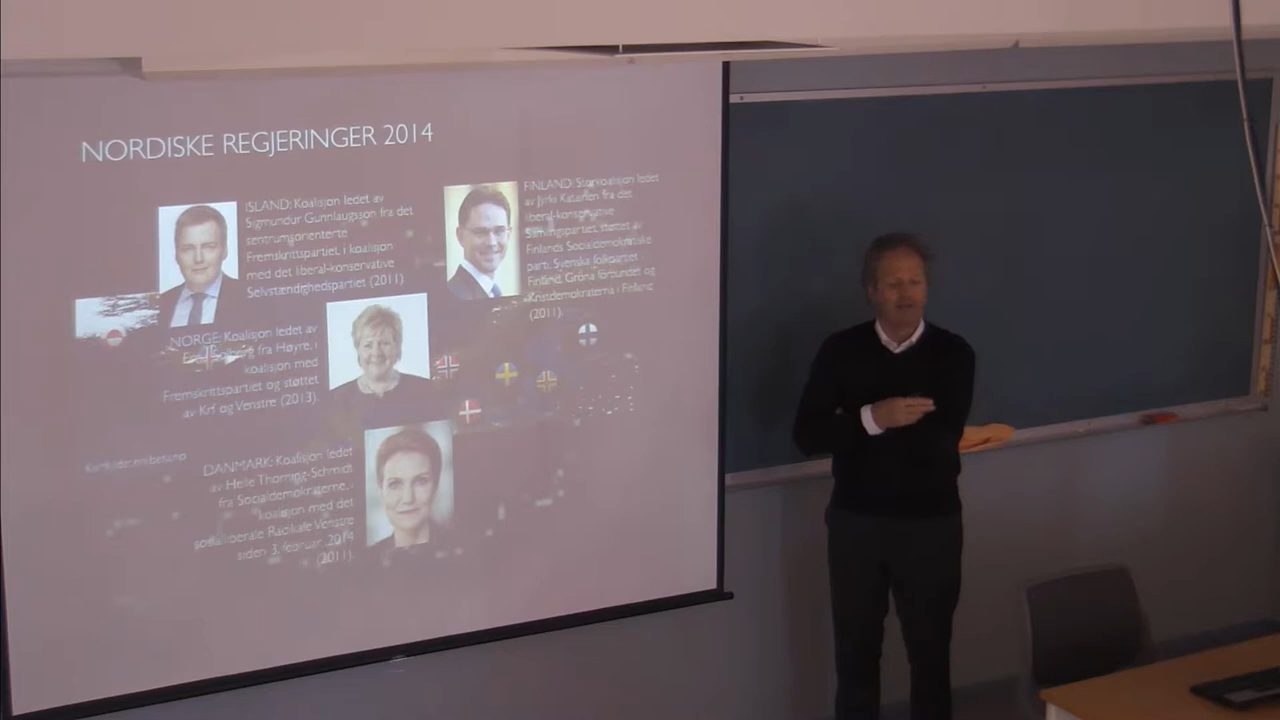 NORDISKE REGJERINGER 2014
ISLAND: Koalisjon ledet av
Sigmundur Gunnlaugsson fra det
sentrumsorienterte
Fremskrittspartiet, i koalisjon
med det liberal-konservative
Selvstændighedspartiet (2011)
FINLAND: Storkoalisjon ledet
av Jyrki Katainen fra det
liberal-konservative
Samlingspartiet, støttet av
Finlands Socialdemokratiske
parti, Svenska folkpartiet
Finland, Gröna förbundet og
Kristdemokraterna i Finland
(2011)
NORGE: Koalisjon ledet av
fra Høyre, i
koalisjon med
Fremskrittspartiet og støttet
av Krf og Venstre (2013).
DANMARK: Koalisjon ledet
av Helle Thorning-Schmidt
fra Socialdemokraterne, i
koalisjon med det
sosialliberale Radikale Venstre
siden 3. februar 2014
(2011).